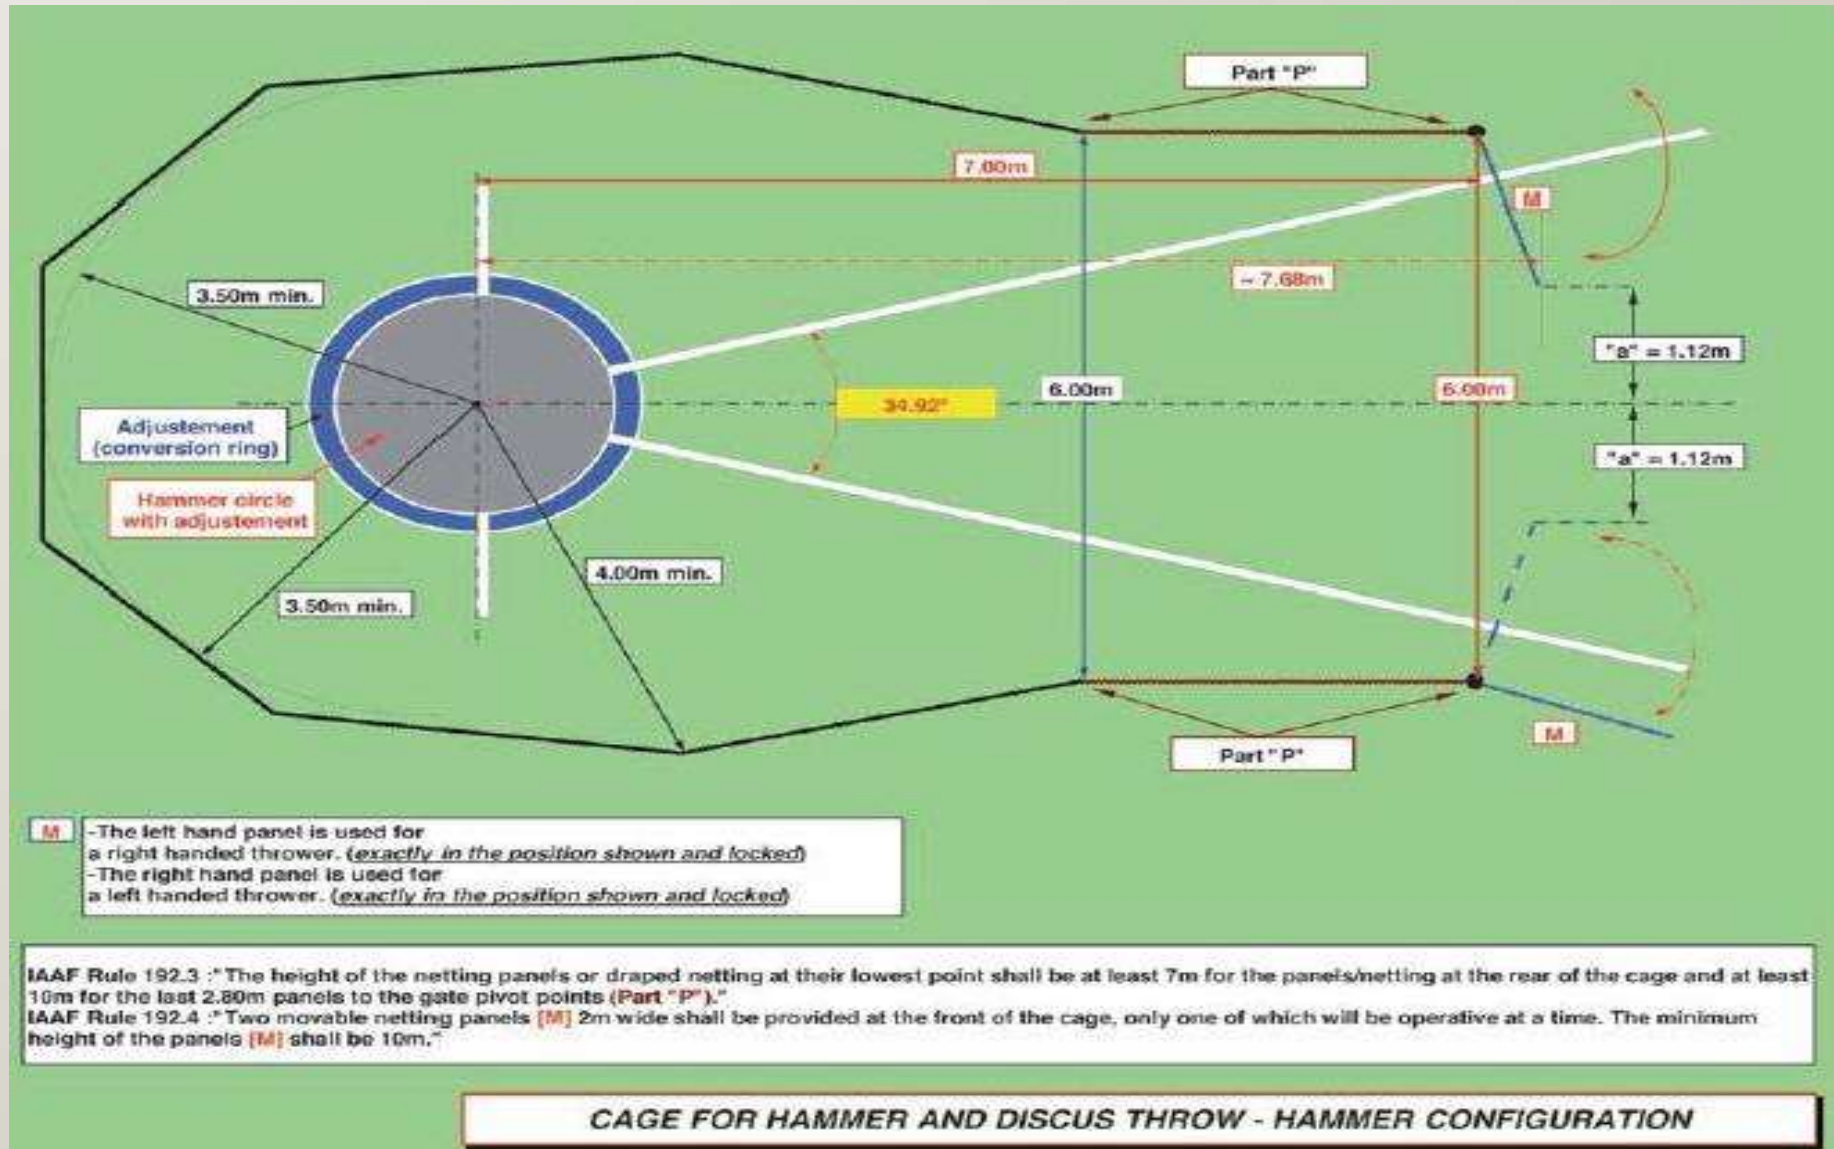 Part "P"
7.00m
M
~ 7.68m
3.50m min.
"a" = 1.12m
6.00m
6.00m
34.92°
Adjustement
(conversion ring)
"a" = 1.12m
Hammer circle
with adjustement
4.00m min.
3.50m min.
M
Part "P"
M
-The left hand panel is used for
a right handed thrower. (exactly in the position shown and locked)
-The right hand panel is used for
a left handed thrower. (exactly in the position shown and locked)
IAAF Rule 192.3 :" The height of the netting panels or draped netting at their lowest point shall be at least 7m for the panels/netting at the rear of the cage and at least
10m for the last 2.80m panels to the gate pivot points (Part "P")."
IAAF Rule 192.4 :" Two movable netting panels [M] 2m wide shall be provided at the front of the cage, only one of which will be operative at a time. The minimum
height of the panels [M] shall be 10m."
CAGE FOR HAMMER AND DISCUS THROW - HAMMER CONFIGURATION